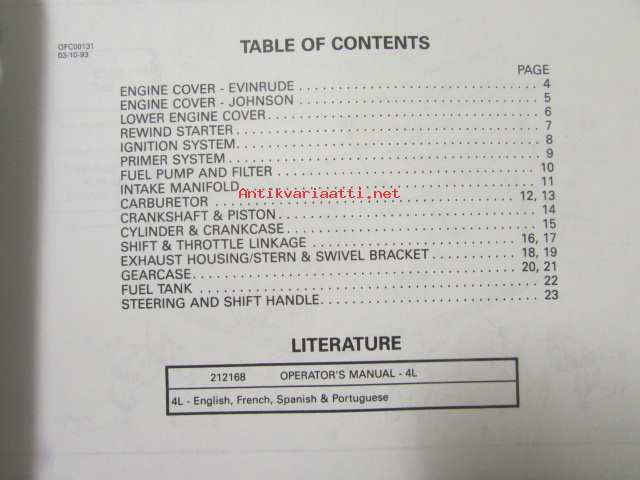 OFC00131
03-10-93
TABLE OF CONTENTS
PAGE
ENGINE COVER - EVINRUDE . . . . . . . . . . . . . . . . . . . . . . . . . . . . . . . . 4
ENGINE COVER - JOHNSON . . . . . . . . . . . . . . . . . . . . . . . . . . . . . . . . 5
LOWER ENGINE COVER. . . . . . . . . . . . . . . . . . . . . . . . . . . . . . . . . . . . 6
REWIND STARTER . . . . . . . . . . . . . . . . . . . . . . . . . . . . . . . . . . . . . . . . 7
IGNITION SYSTEM. . . . . . . . . . . . . . . . . . . . . . . . . . . . . . . . . . . . . . . . 8
PRIMER SYSTEM . . . . . . . . . . . . . . . . . . . . . . . . . . . . . . . . . . . . . . . . . 9
FUEL PUMP AND FILTER . . . . . . . . . . . . . . . . . . . . . . . . . . . . . . . . . . 10
INTAKE MANIFOLD. . . . . . . . . . . . . . . . . . . . . . . . . . . . . . . . . . . . . . . 11
Antikvariaatti.net
CARBURETOR . . . . . . . . . . . . . . . . . . . . . . . . . . . . . . . . . . . . . . . . 12, 13
CRANKSHAFT & PISTON . . . . . . . . . . . . . . . . . . . . . . . . . . . . . . . . . . 14
CYLINDER & CRANKCASE. . . . . . . . . . . . . . . . . . . . . . . . . . . . . . . . . 15
SHIFT & THROTTLE LINKAGE . . . . . . . . . . . . . . . . . . . . . . . . . . . . 16, 17
EXHAUST HOUSING/STERN & SWIVEL BRACKET. . . . . . . . . . . . 18, 19
GEARCASE. . . . . . . . . . . . . . . . . . . . . . . . . . . . . . . . . . . . . . . . . . . 20, 21
FUEL TANK . . . . . . . . . . . . . . . . . . . . . . . . . . . . . . . . . . . . . . . . . . . . . 22
STEERING AND SHIFT HANDLE. . . . . . . . . . . . . . . . . . . . . . . . . . . . . 23
LITERATURE
212168 OPERATOR'S MANUAL - 4L
4L - English, French, Spanish & Portuguese